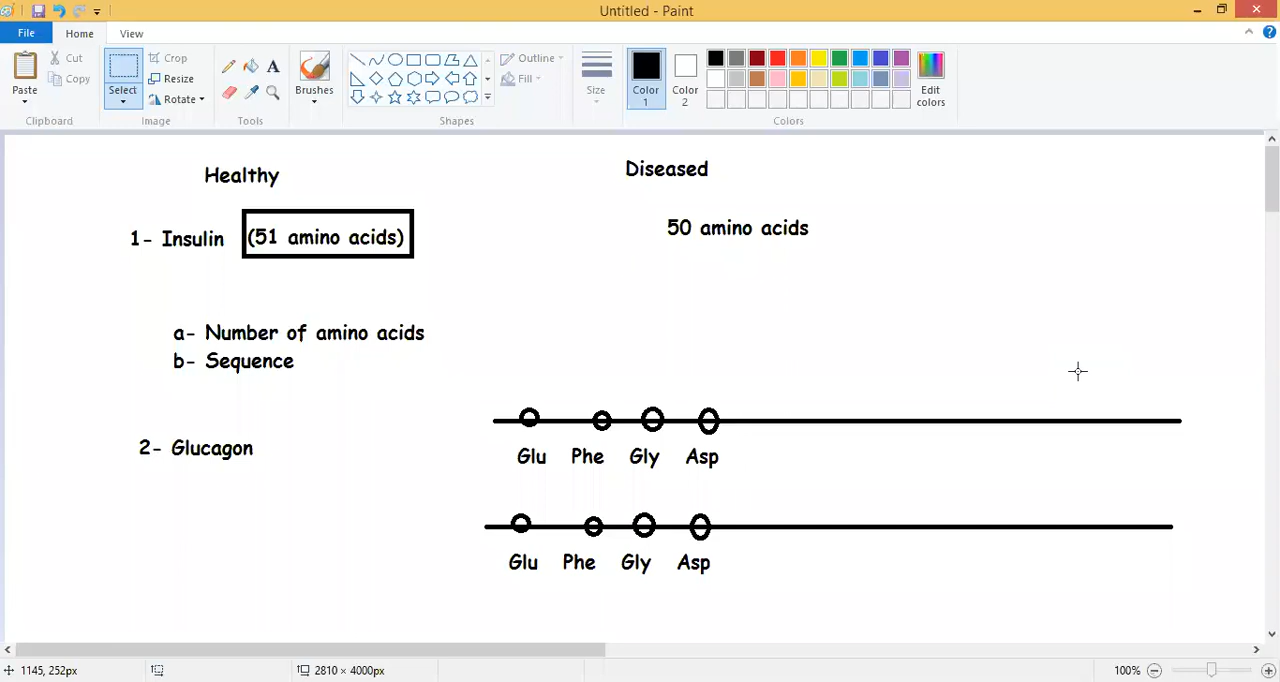 Untitled - Paint
File Home View
Paste
Cut
Copy
Clipboard
Select
Crop
Resize
Rotate
Image
A
Tools
Brushes
Outline
Fill
Shapes
Size
Color 1
Color 2
Edit colors
Colors
Healthy
Diseased
1- Insulin (51 amino acids)
50 amino acids
a- Number of amino acids
b- Sequence
2- Glucagon
Glu Phe Gly Asp
Glu Phe Gly Asp
1145, 252px
2810 × 4000px
100%